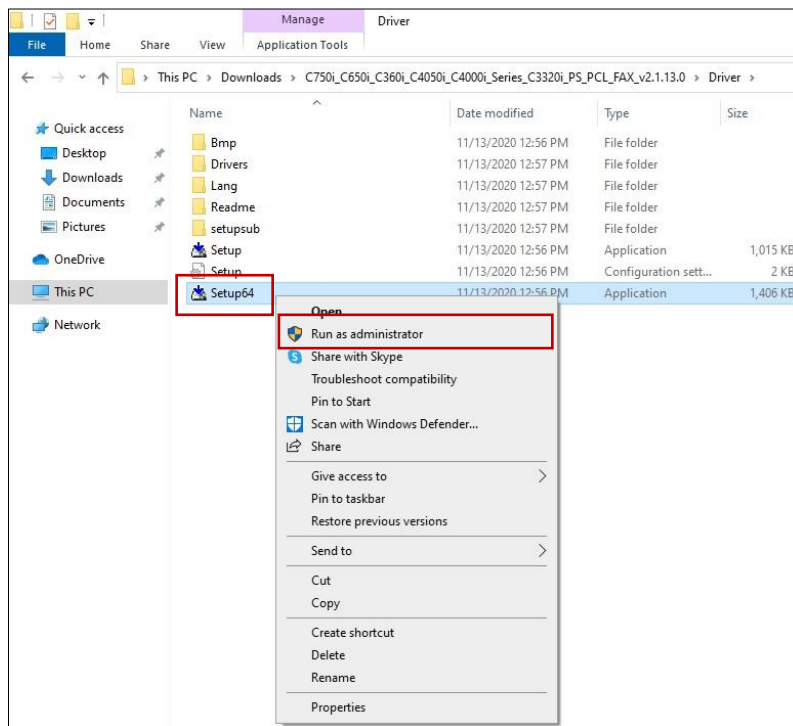 Manage Driver
File Home Share View Application Tools
This PC > Downloads > C750i_C650i_C360i_C4050i_C4000i_Series_C3320i_PS_PCL_FAX_v2.1.13.0 > Driver >
Name Date modified Type Size
Quick access
Desktop
Downloads
Documents
Pictures
OneDrive
This PC
Network
Bmp 11/13/2020 12:56 PM File folder
Drivers 11/13/2020 12:57 PM File folder
Lang 11/13/2020 12:57 PM File folder
Readme 11/13/2020 12:57 PM File folder
setupsub 11/13/2020 12:57 PM File folder
Setup 11/13/2020 12:56 PM Application 1,015 KB
Setup 11/13/2020 12:56 PM Configuration sett... 2 KB
Setup64 11/13/2020 12:56 PM Application 1,406 KB
Open
Run as administrator
Share with Skype
Troubleshoot compatibility
Pin to Start
Scan with Windows Defender...
Share
Give access to
Pin to taskbar
Restore previous versions
Send to
Cut
Copy
Create shortcut
Delete
Rename
Properties